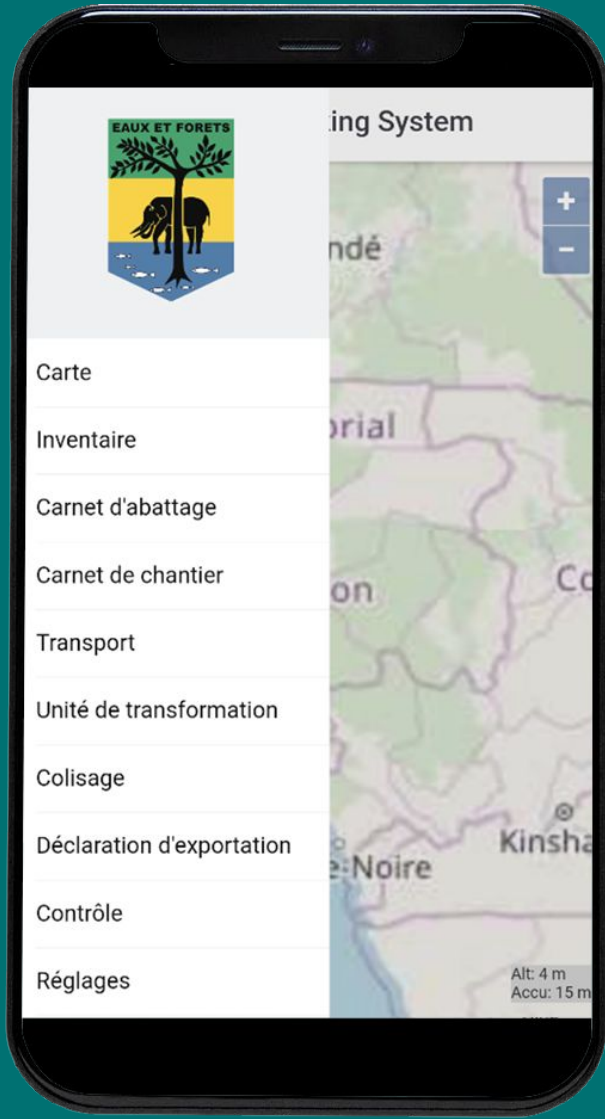 EAUX ET FORETS
ing System
ndé
Carte
Inventaire
orial
Carnet d'abattage
Carnet de chantier
on
Co
Transport
Unité de transformation
Colisage
Déclaration d'exportation
Kinsha
e-Noire
Contrôle
Réglages
Alt: 4 m
Accu: 15 m